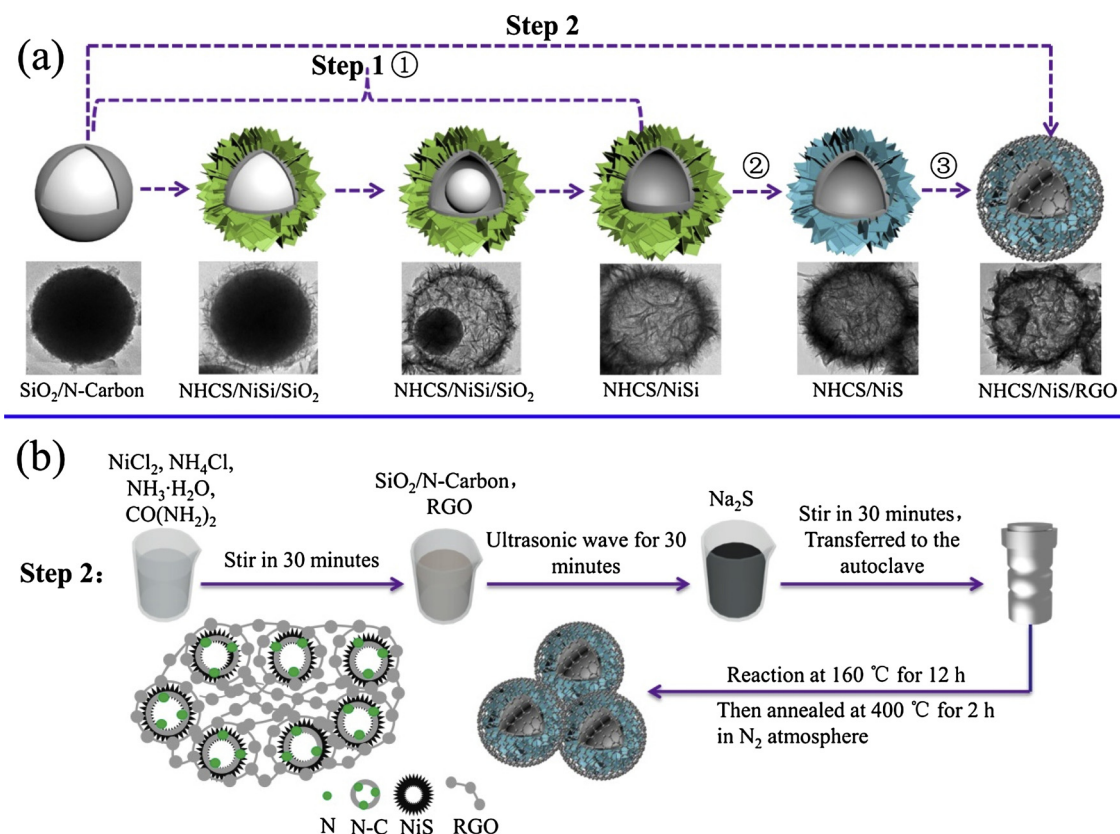 (a)
Step 2
Step 1 ①
②
③
SiO₂/N-Carbon
NHCS/NiSi/SiO₂
NHCS/NiSi/SiO₂
NHCS/NiSi
NHCS/NiS
NHCS/NiS/RGO
(b)
NiCl₂, NH₄Cl,
NH₃·H₂O,
CO(NH₂)₂
SiO₂/N-Carbon,
RGO
Na₂S
Step 2:
Stir in 30 minutes
Ultrasonic wave for 30
minutes
Stir in 30 minutes,
Transferred to the
autoclave
Reaction at 160 ℃ for 12 h
Then annealed at 400 ℃ for 2 h
in N₂ atmosphere
N
N-C
NiS
RGO